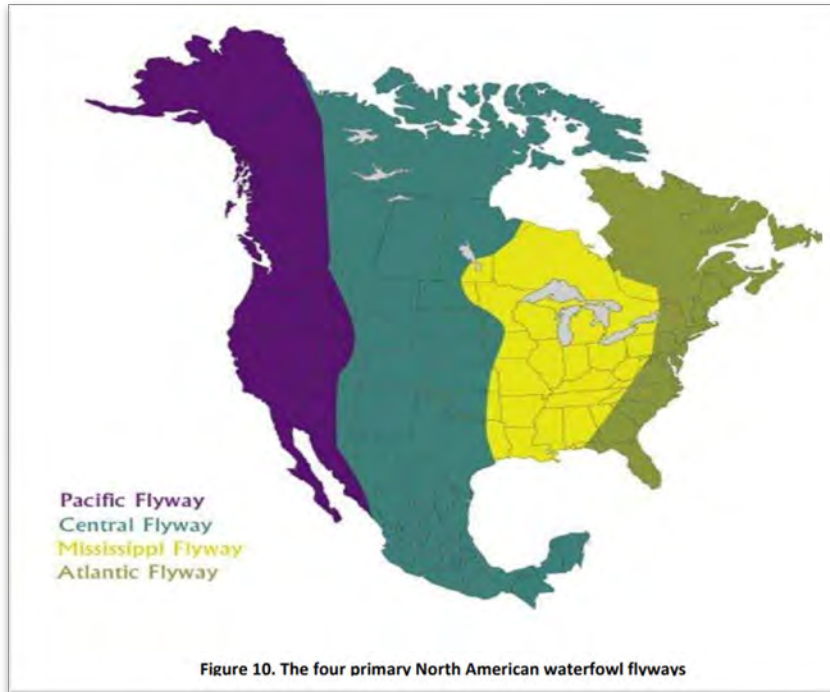 Pacific Flyway
Central Flyway
Mississippi Flyway
Atlantic Flyway
Figure 10. The four primary North American waterfowl flyways